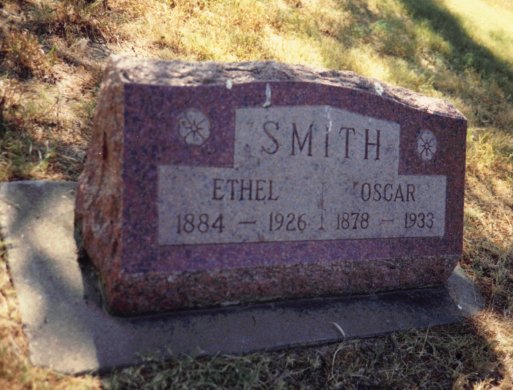 SMITH
ETHEL OSCAR
1884 — 1926 1878 — 1933